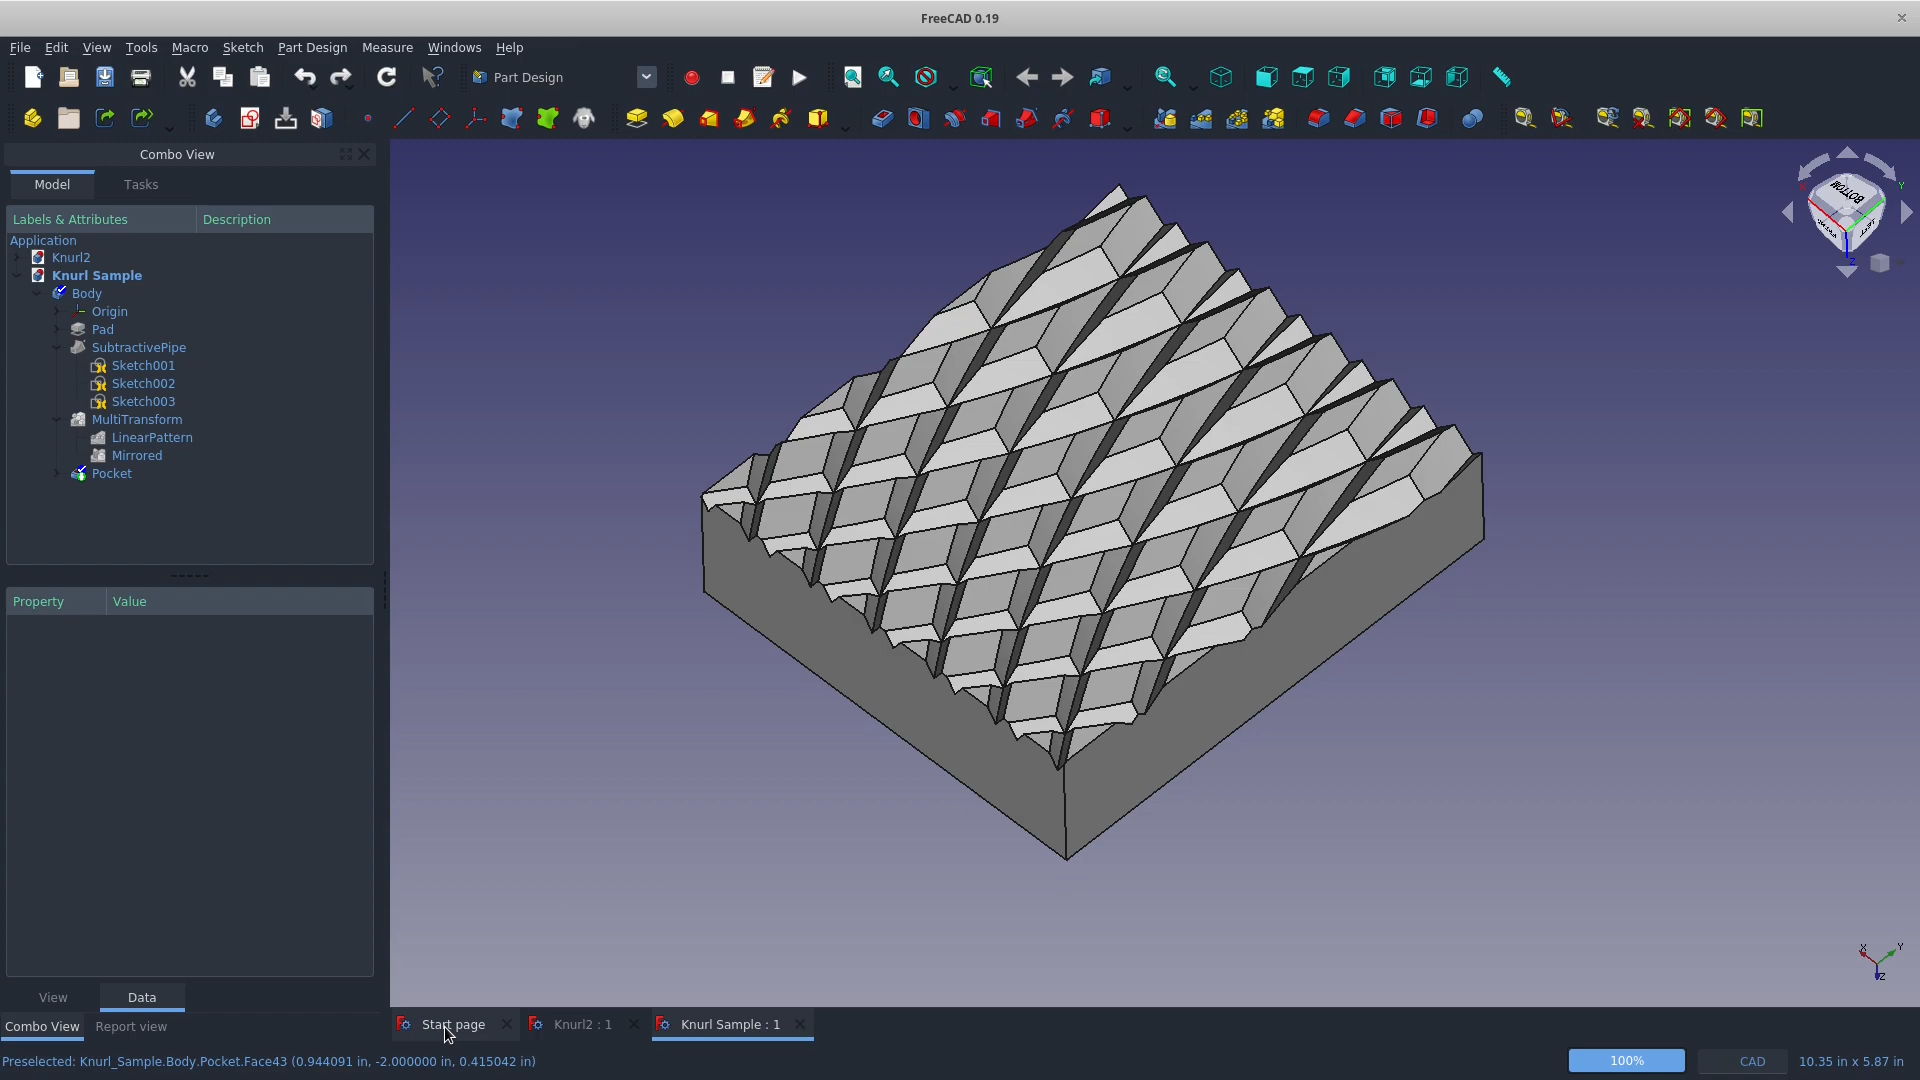 FreeCAD 0.19
File Edit View Tools Macro Sketch Part Design Measure Windows Help
Part Design
Combo View
Model Tasks
Labels & Attributes Description
Application
Knurl2
Knurl Sample
Body
Origin
Pad
SubtractivePipe
Sketch001
Sketch002
Sketch003
MultiTransform
LinearPattern
Mirrored
Pocket
BOTTOM
Y
Z
Property Value
X Y
Z
View Data
Combo View Report view
Start page Knurl2 : 1 Knurl Sample : 1
Preselected: Knurl_Sample.Body.Pocket.Face43 (0.944091 in, -2.000000 in, 0.415042 in)
100% CAD 10.35 in x 5.87 in